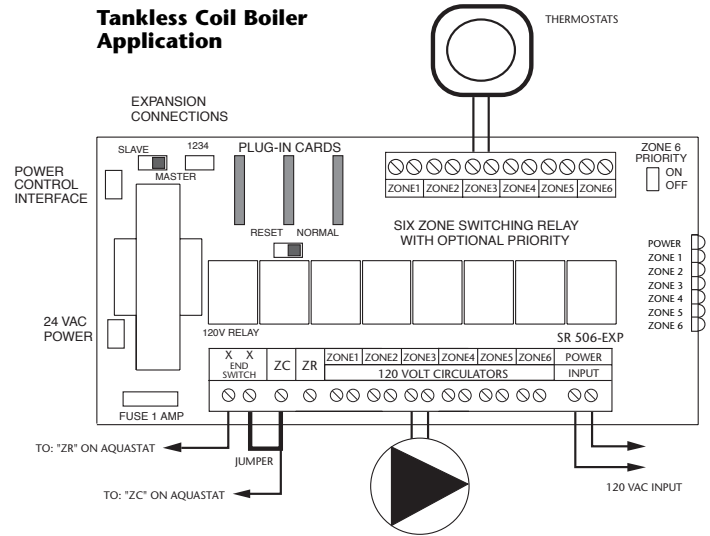 Tankless Coil Boiler
Application
THERMOSTATS
EXPANSION
CONNECTIONS
SLAVE
1234
MASTER
PLUG-IN CARDS
POWER
CONTROL
INTERFACE
ZONE 6
PRIORITY
ON
OFF
ZONE1 ZONE2 ZONE3 ZONE4 ZONE5 ZONE6
RESET NORMAL
SIX ZONE SWITCHING RELAY
WITH OPTIONAL PRIORITY
POWER
ZONE 1
ZONE 2
ZONE 3
ZONE 4
ZONE 5
ZONE 6
24 VAC
POWER
120V RELAY
SR 506-EXP
X X
END
SWITCH
ZC
ZR
ZONE1 ZONE2 ZONE3 ZONE4 ZONE5 ZONE6
120 VOLT CIRCULATORS
POWER
INPUT
FUSE 1 AMP
TO: "ZR" ON AQUASTAT
JUMPER
TO: "ZC" ON AQUASTAT
120 VAC INPUT